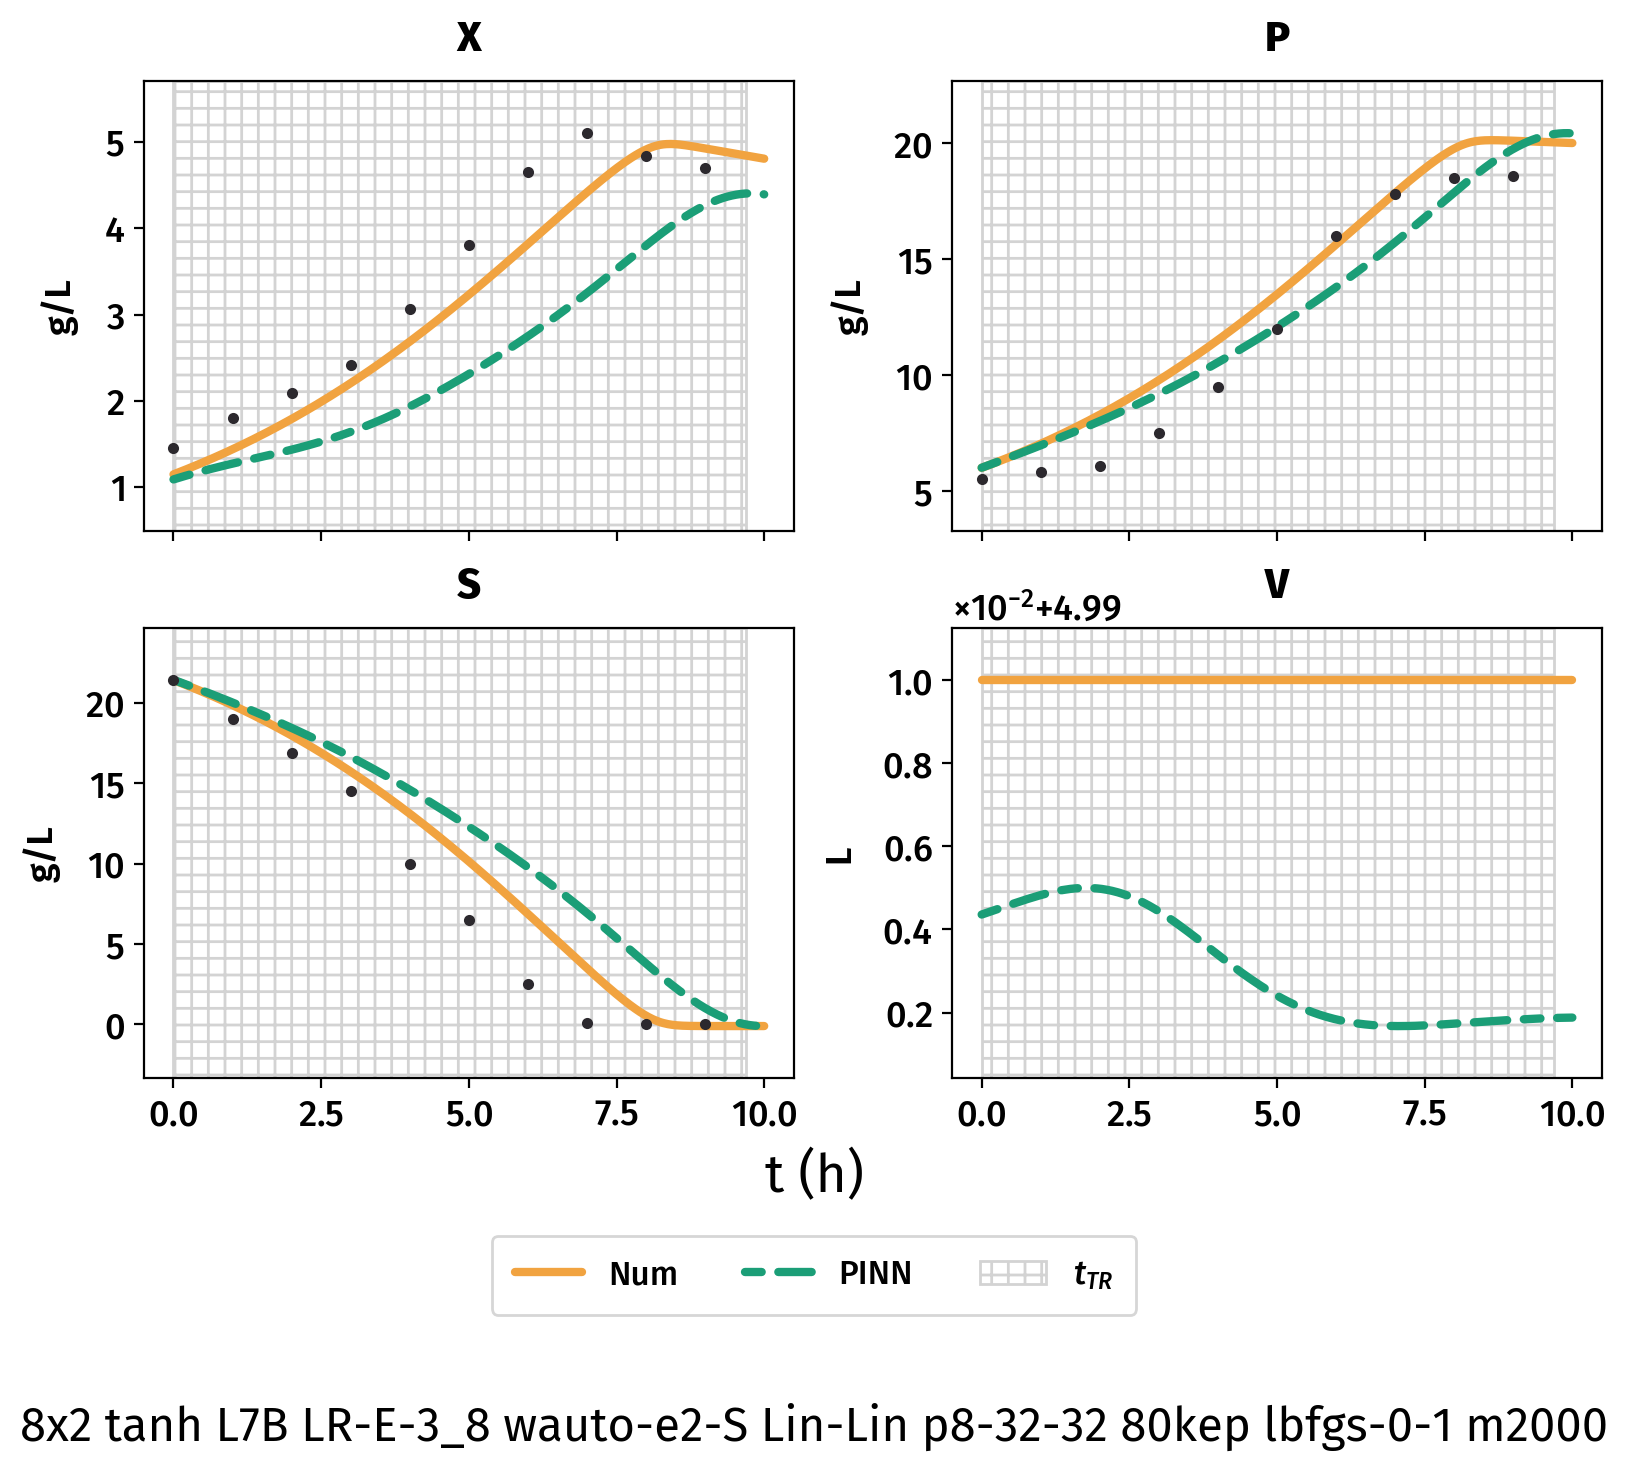 X
P
5
4
3
2
1
g/L
20
15
10
5
g/L
S
V
×10⁻²+4.99
20
15
10
5
0
g/L
1.0
0.8
0.6
0.4
0.2
L
0.0 2.5 5.0 7.5 10.0
0.0 2.5 5.0 7.5 10.0
t (h)
Num PINN t_TR
8x2 tanh L7B LR-E-3_8 wauto-e2-S Lin-Lin p8-32-32 80kep lbfgs-0-1 m2000